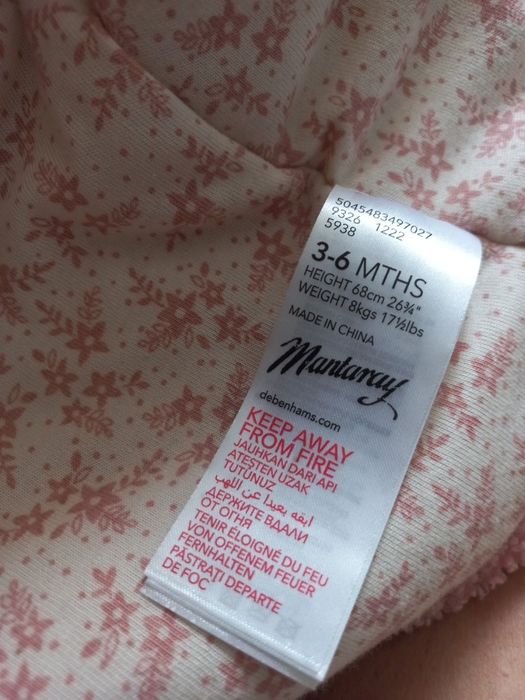 5045483497027
9326 1222
5938
3-6 MTHS
HEIGHT 68cm 26¾"
WEIGHT 8kgs 17½lbs
MADE IN CHINA
Mantaray
debenhams.com
KEEP AWAY
FROM FIRE
JAUHKAN DARI API
ATEŞTEN UZAK
TUTUNUZ
ابقه بعيدا عن اللهب
ДЕРЖИТЕ ВДАЛИ
ОТ ОГНЯ
TENIR ÉLOIGNÉ DU FEU
VON OFFENEM FEUER
FERNHALTEN
PĂSTRAȚI DEPARTE
DE FOC